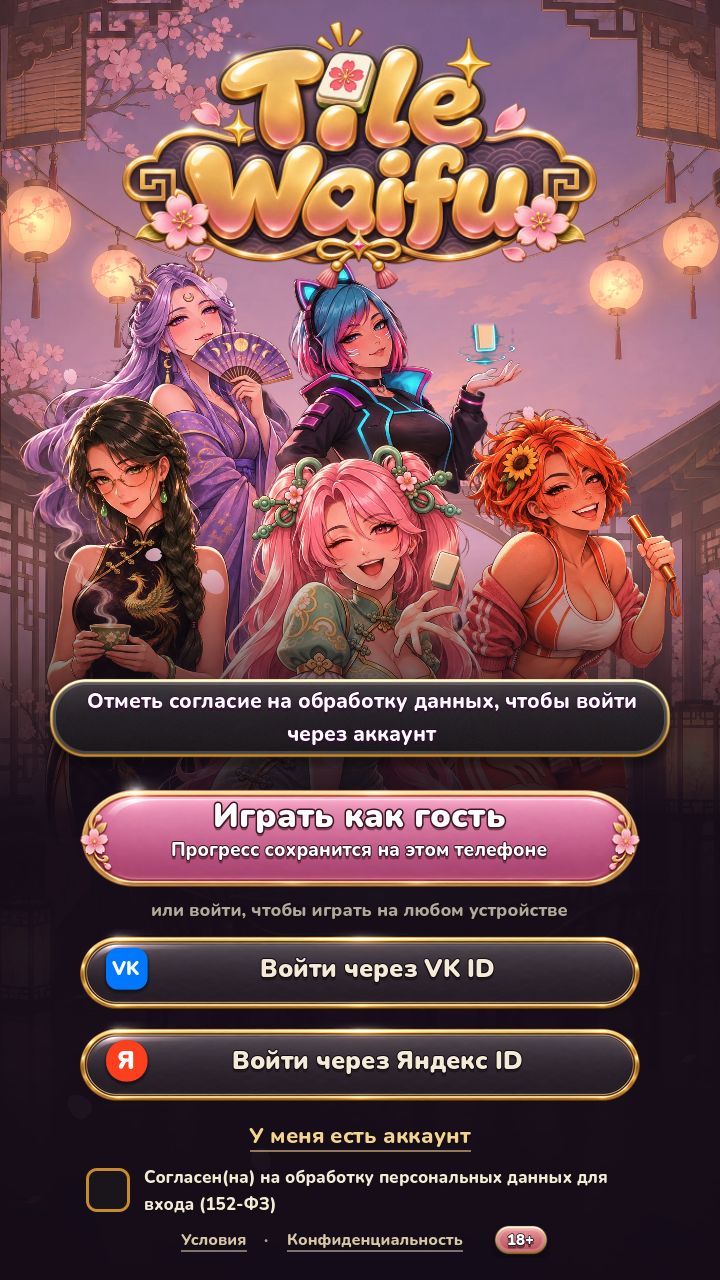 Tile
Waifu
Отметь согласие на обработку данных, чтобы войти
через аккаунт
Играть как гость
Прогресс сохранится на этом телефоне
или войти, чтобы играть на любом устройстве
VK Войти через VK ID
Я Войти через Яндекс ID
У меня есть аккаунт
Согласен(на) на обработку персональных данных для
входа (152-ФЗ)
Условия · Конфиденциальность 18+